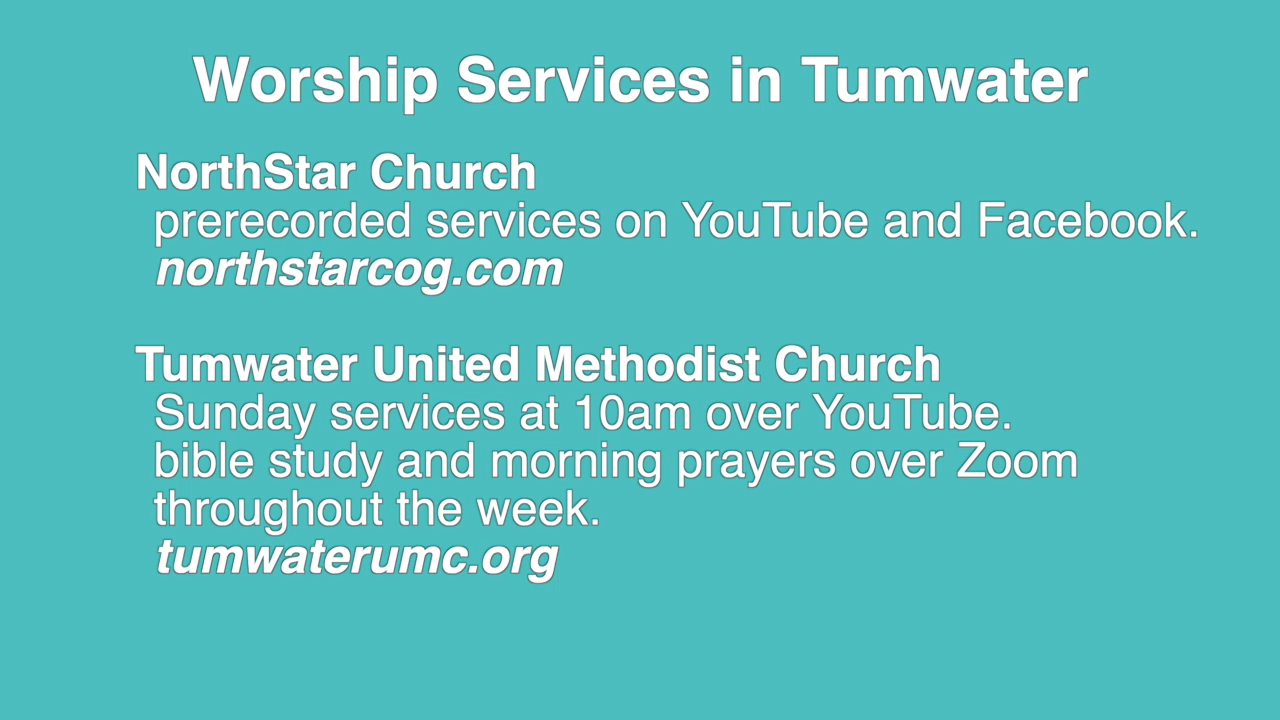 Worship Services in Tumwater
NorthStar Church
prerecorded services on YouTube and Facebook.
northstarcog.com
Tumwater United Methodist Church
Sunday services at 10am over YouTube.
bible study and morning prayers over Zoom
throughout the week.
tumwaterumc.org